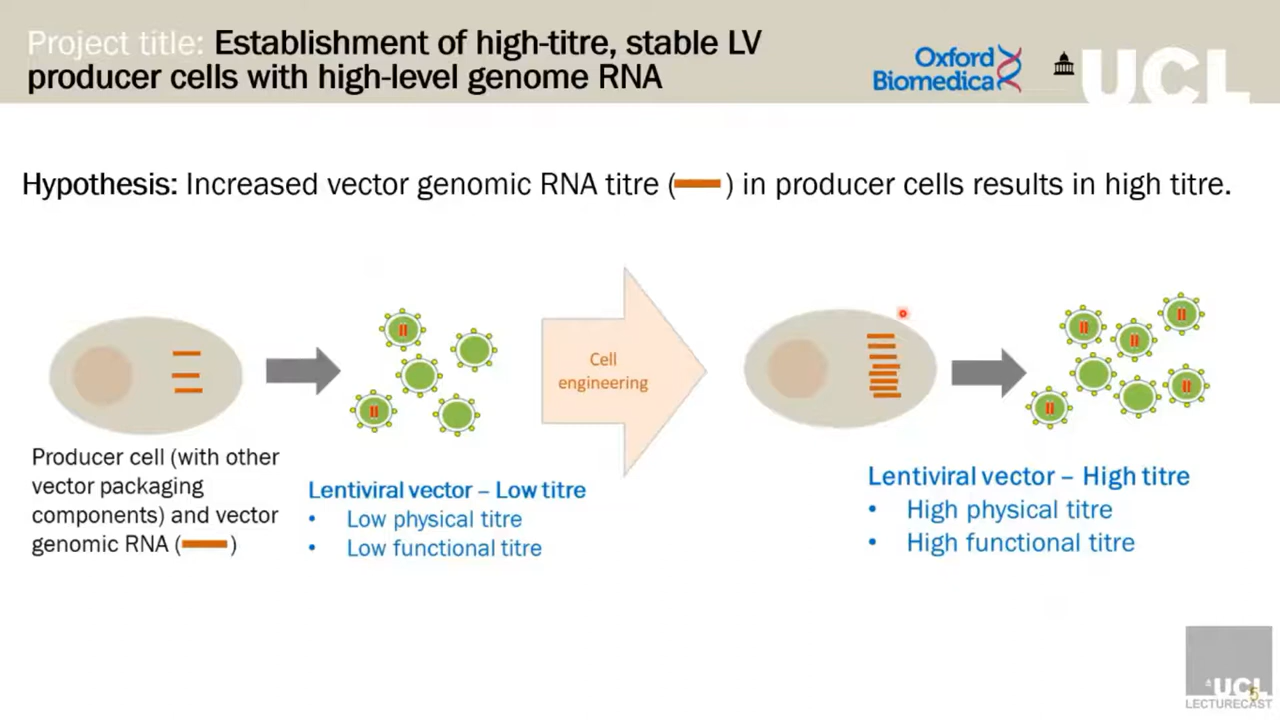 Project title: Establishment of high-titre, stable LV
producer cells with high-level genome RNA
Oxford
Biomedica
UCL
Hypothesis: Increased vector genomic RNA titre ( ) in producer cells results in high titre.
Cell
engineering
Producer cell (with other
vector packaging
components) and vector
genomic RNA ( )
Lentiviral vector – Low titre
• Low physical titre
• Low functional titre
Lentiviral vector – High titre
• High physical titre
• High functional titre
UCL
LECTURECAST
5